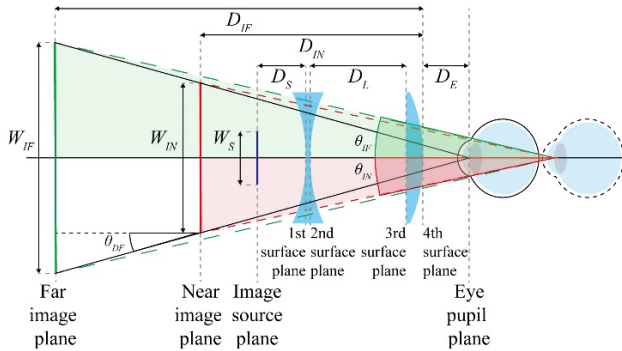 D_IF
D_IN
D_S
D_L
D_E
W_IF
W_IN
W_S
θ_IF
θ_IN
θ_DF
1st
surface
plane
2nd
surface
plane
3rd
surface
plane
4th
surface
plane
Far
image
plane
Near
image
plane
Image
source
plane
Eye
pupil
plane